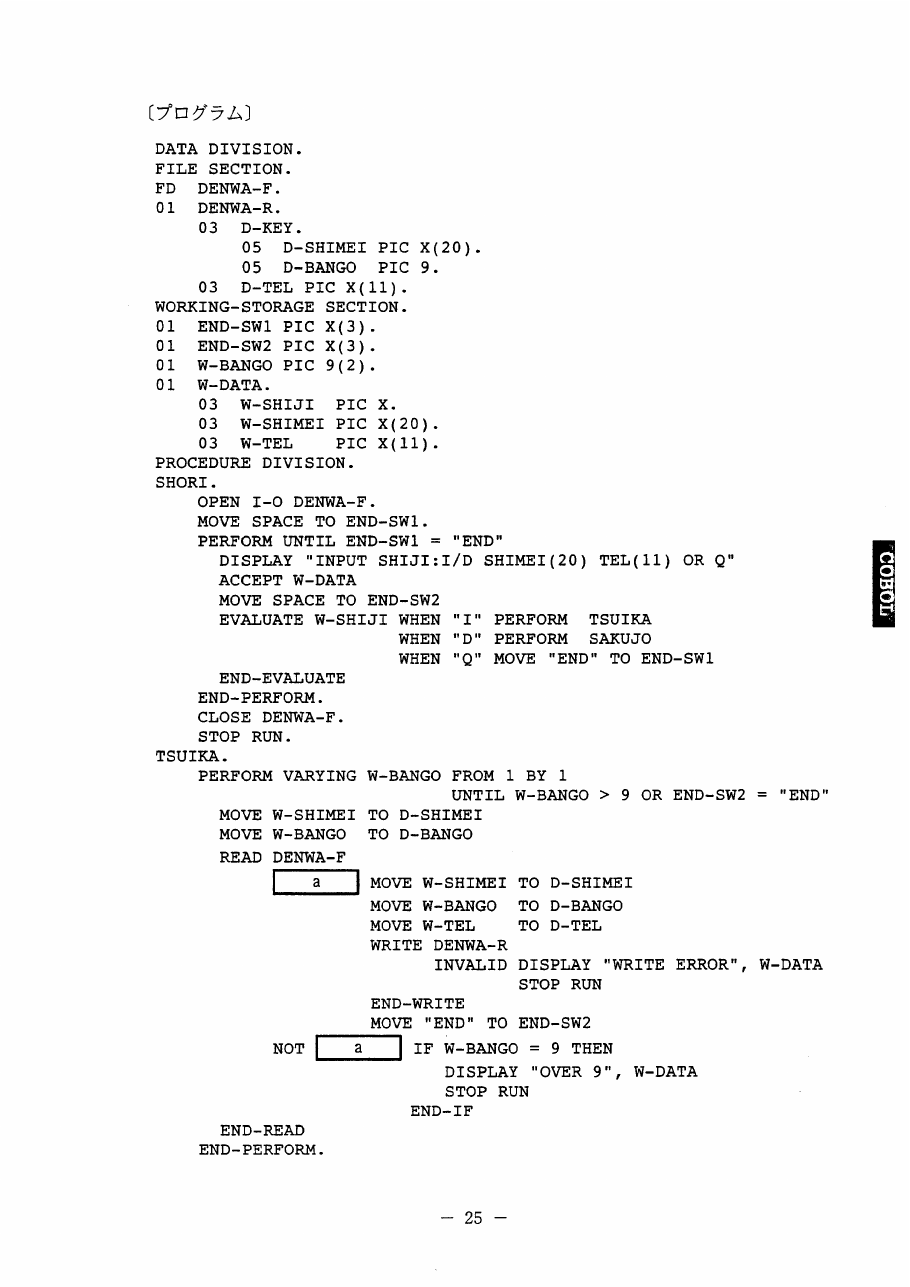 〔プログラム〕
DATA DIVISION.
FILE SECTION.
FD  DENWA-F.
01  DENWA-R.
    03  D-KEY.
        05  D-SHIMEI PIC X(20).
        05  D-BANGO  PIC 9.
    03  D-TEL PIC X(11).
WORKING-STORAGE SECTION.
01  END-SW1 PIC X(3).
01  END-SW2 PIC X(3).
01  W-BANGO PIC 9(2).
01  W-DATA.
    03  W-SHIJI  PIC X.
    03  W-SHIMEI PIC X(20).
    03  W-TEL    PIC X(11).
PROCEDURE DIVISION.
SHORI.
    OPEN I-O DENWA-F.
    MOVE SPACE TO END-SW1.
    PERFORM UNTIL END-SW1 = "END"
      DISPLAY "INPUT SHIJI:I/D SHIMEI(20) TEL(11) OR Q"
      ACCEPT W-DATA
      MOVE SPACE TO END-SW2
      EVALUATE W-SHIJI WHEN "I" PERFORM  TSUIKA
                       WHEN "D" PERFORM  SAKUJO
                       WHEN "Q" MOVE "END" TO END-SW1
      END-EVALUATE
    END-PERFORM.
    CLOSE DENWA-F.
    STOP RUN.
TSUIKA.
    PERFORM VARYING W-BANGO FROM 1 BY 1
                            UNTIL W-BANGO > 9 OR END-SW2 = "END"
      MOVE W-SHIMEI TO D-SHIMEI
      MOVE W-BANGO  TO D-BANGO
      READ DENWA-F
           a MOVE W-SHIMEI TO D-SHIMEI
                    MOVE W-BANGO  TO D-BANGO
                    MOVE W-TEL    TO D-TEL
                    WRITE DENWA-R
                          INVALID DISPLAY "WRITE ERROR", W-DATA
                                  STOP RUN
                    END-WRITE
                    MOVE "END" TO END-SW2
           NOT a IF W-BANGO = 9 THEN
                           DISPLAY "OVER 9", W-DATA
                           STOP RUN
                        END-IF
      END-READ
    END-PERFORM.
COBOL
— 25 —